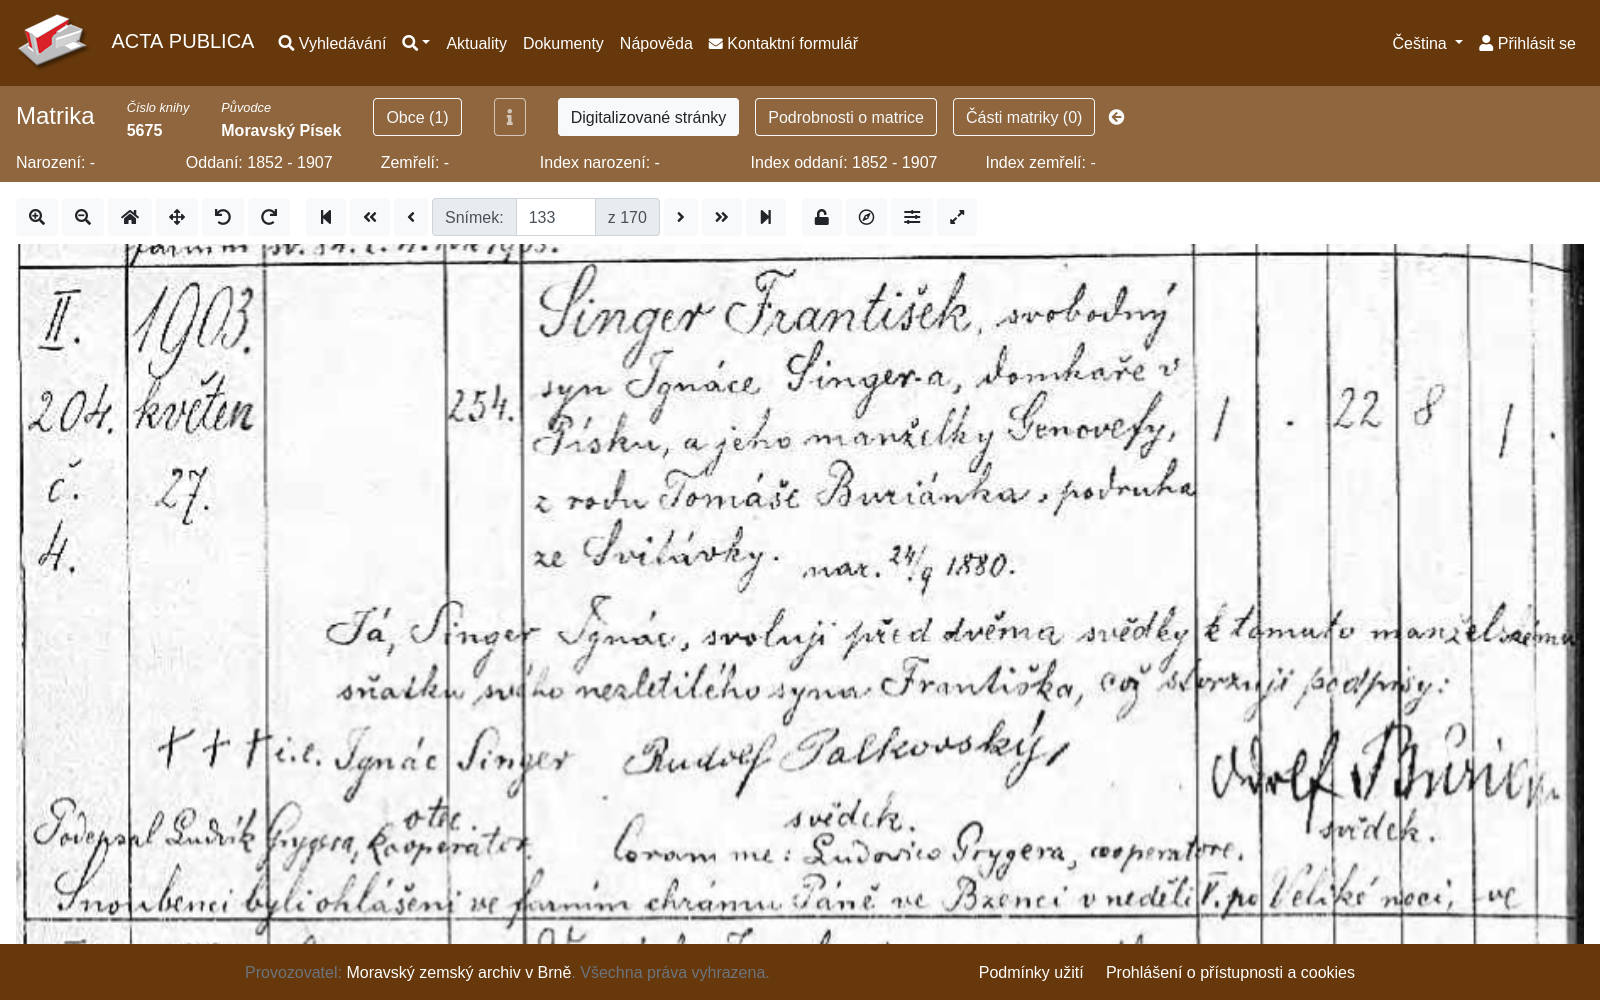 ACTA PUBLICA Vyhledávání Aktuality Dokumenty Nápověda Kontaktní formulář Čeština Přihlásit se
Matrika Číslo knihy 5675 Původce Moravský Písek Obce (1) Digitalizované stránky Podrobnosti o matrice Části matriky (0)
Narození: - Oddaní: 1852 - 1907 Zemřelí: - Index narození: - Index oddaní: 1852 - 1907 Index zemřelí: -
Snímek: 133 z 170
II. 1903. Singer František, svobodný
syn Ignáce Singer-a, domkaře v
204. květen 254. Písku, a jeho manželky Genovefy, 1 . 22 8 1 .
č. 27. z rodu Tomáše Buriánka, podruha
4. ze Svitávky. nar. 24/9 1880.
Já, Singer Ignác, svoluji před dvěma svědky k tomuto manželskému
sňatku svého nezletilého syna Františka, což stvrzuji podpisy:
+ + + i.e. Ignác Singer Rudolf Palkovský Adolf
otec. svědek. svědek.
Podepsal Ludvík Grygera, kooperator. Coram me: Ludovico Grygera, cooperatore.
Snoubenci byli ohlášeni ve farním chrámu Páně ve Bzenci v neděli V. po Veliké noci, ve
Provozovatel: Moravský zemský archiv v Brně. Všechna práva vyhrazena. Podmínky užití Prohlášení o přístupnosti a cookies